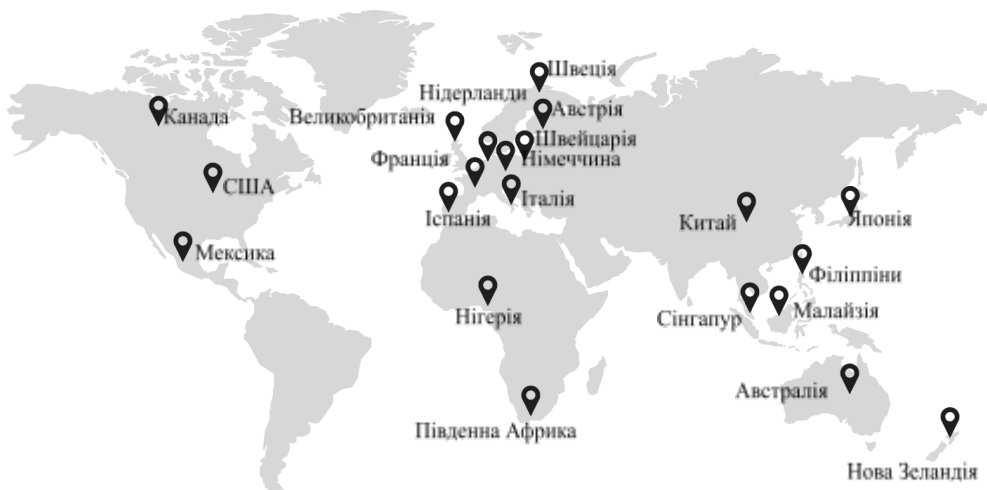 Швеція
Нідерланди
Австрія
Канада
Великобританія
Швейцарія
Франція
Німеччина
США
Італія
Іспанія
Китай
Японія
Мексика
Філіппіни
Нігерія
Сінгапур
Малайзія
Австралія
Південна Африка
Нова Зеландія